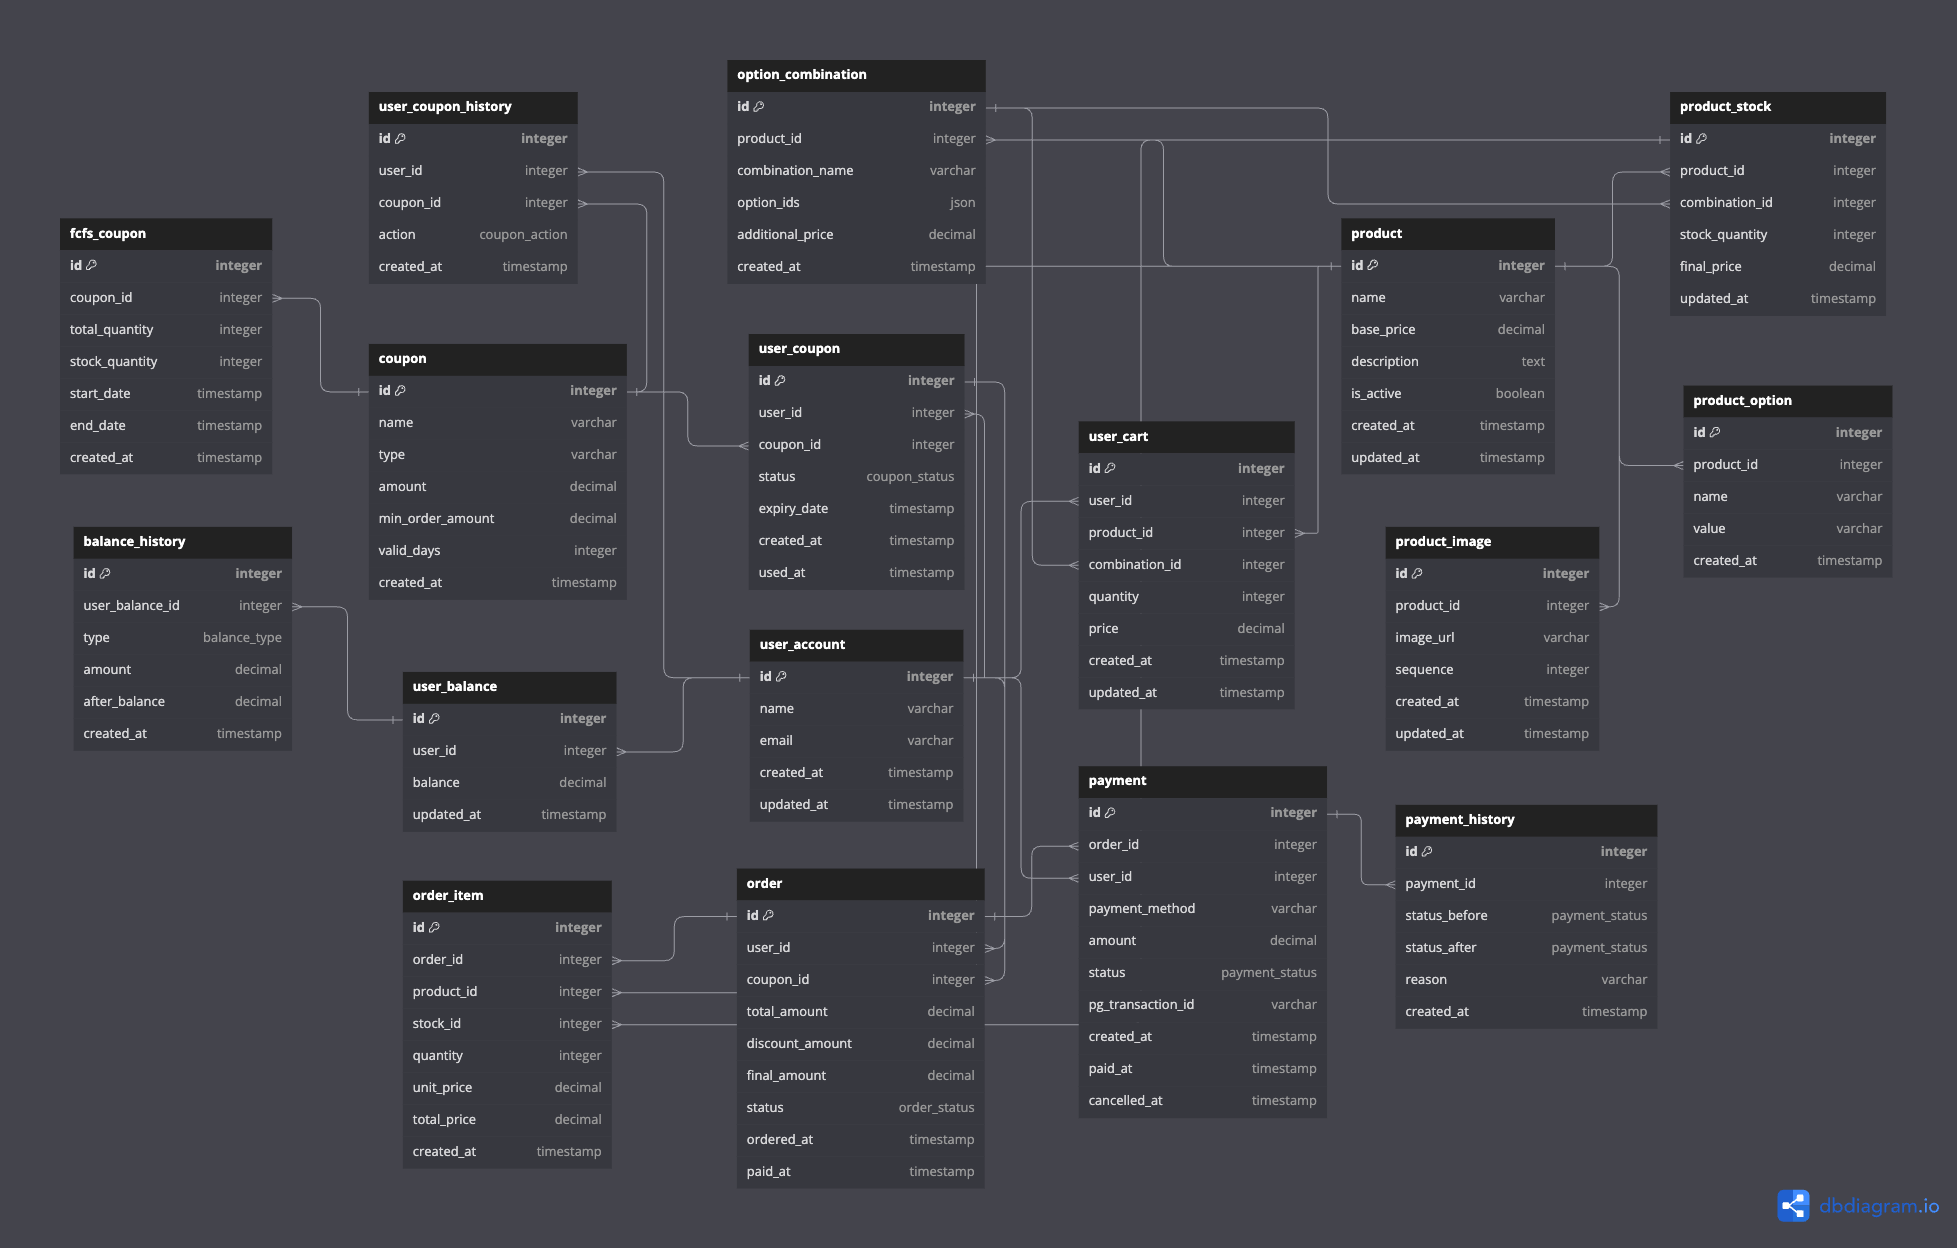 option_combination
id integer
product_id integer
combination_name varchar
option_ids json
additional_price decimal
created_at timestamp
user_coupon_history
id integer
user_id integer
coupon_id integer
action coupon_action
created_at timestamp
product_stock
id integer
product_id integer
combination_id integer
stock_quantity integer
final_price decimal
updated_at timestamp
fcfs_coupon
id integer
coupon_id integer
total_quantity integer
stock_quantity integer
start_date timestamp
end_date timestamp
created_at timestamp
product
id integer
name varchar
base_price decimal
description text
is_active boolean
created_at timestamp
updated_at timestamp
coupon
id integer
name varchar
type varchar
amount decimal
min_order_amount decimal
valid_days integer
created_at timestamp
user_coupon
id integer
user_id integer
coupon_id integer
status coupon_status
expiry_date timestamp
created_at timestamp
used_at timestamp
product_option
id integer
product_id integer
name varchar
value varchar
created_at timestamp
user_cart
id integer
user_id integer
product_id integer
combination_id integer
quantity integer
price decimal
created_at timestamp
updated_at timestamp
balance_history
id integer
user_balance_id integer
type balance_type
amount decimal
after_balance decimal
created_at timestamp
product_image
id integer
product_id integer
image_url varchar
sequence integer
created_at timestamp
updated_at timestamp
user_account
id integer
name varchar
email varchar
created_at timestamp
updated_at timestamp
user_balance
id integer
user_id integer
balance decimal
updated_at timestamp
payment
id integer
order_id integer
user_id integer
payment_method varchar
amount decimal
status payment_status
pg_transaction_id varchar
created_at timestamp
paid_at timestamp
cancelled_at timestamp
payment_history
id integer
payment_id integer
status_before payment_status
status_after payment_status
reason varchar
created_at timestamp
order_item
id integer
order_id integer
product_id integer
stock_id integer
quantity integer
unit_price decimal
total_price decimal
created_at timestamp
order
id integer
user_id integer
coupon_id integer
total_amount decimal
discount_amount decimal
final_amount decimal
status order_status
ordered_at timestamp
paid_at timestamp
dbdiagram.io